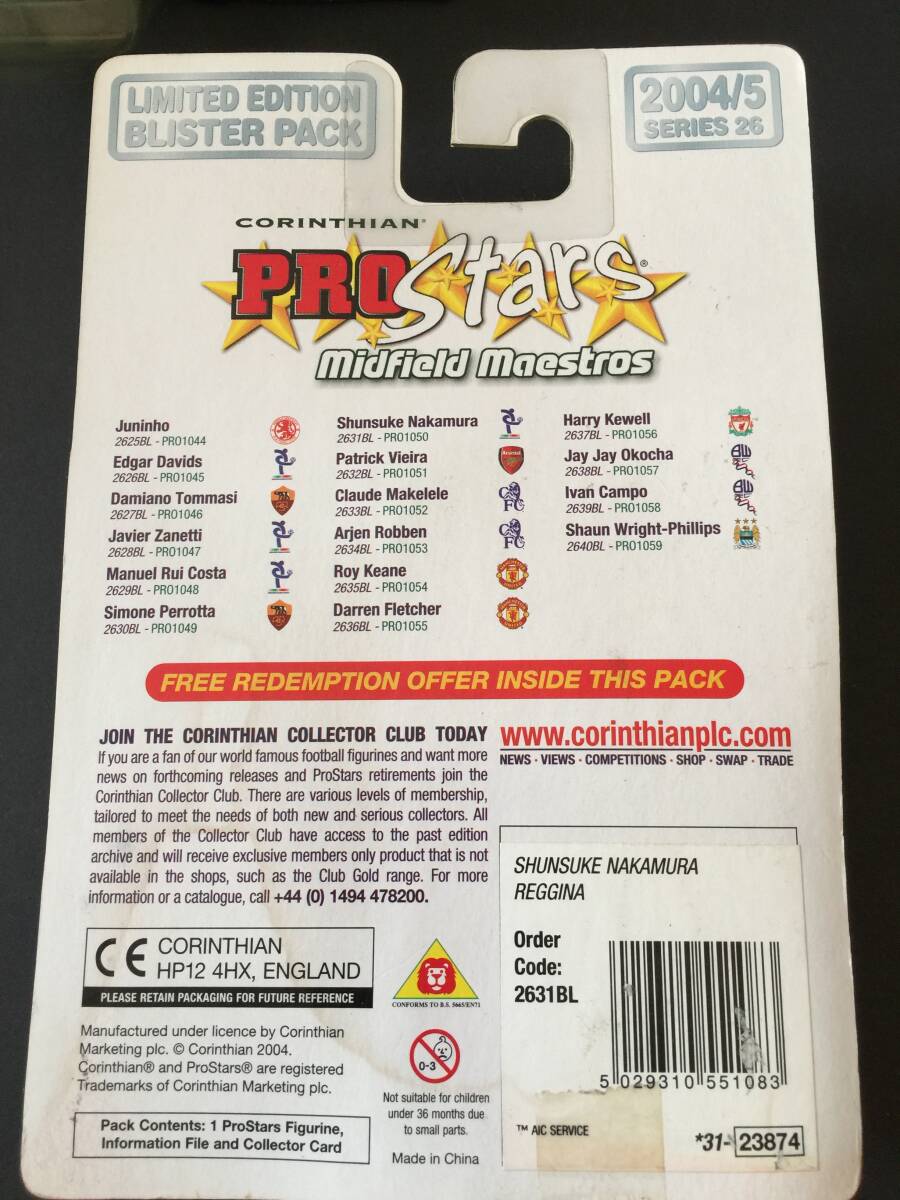 LIMITED EDITION
BLISTER PACK
2004/5
SERIES 26
CORINTHIAN®
PROStars®
Midfield Maestros
Juninho
2625BL - PRO1044
Edgar Davids
2626BL - PRO1045
Damiano Tommasi
2627BL - PRO1046
Javier Zanetti
2628BL - PRO1047
Manuel Rui Costa
2629BL - PRO1048
Simone Perrotta
2630BL - PRO1049
Shunsuke Nakamura
2631BL - PRO1050
Patrick Vieira
2632BL - PRO1051
Claude Makelele
2633BL - PRO1052
Arjen Robben
2634BL - PRO1053
Roy Keane
2635BL - PRO1054
Darren Fletcher
2636BL - PRO1055
Harry Kewell
2637BL - PRO1056
Jay Jay Okocha
2638BL - PRO1057
Ivan Campo
2639BL - PRO1058
Shaun Wright-Phillips
2640BL - PRO1059
Arsenal
FREE REDEMPTION OFFER INSIDE THIS PACK
JOIN THE CORINTHIAN COLLECTOR CLUB TODAY
If you are a fan of our world famous football figurines and want more
news on forthcoming releases and ProStars retirements join the
Corinthian Collector Club. There are various levels of membership,
tailored to meet the needs of both new and serious collectors. All
members of the Collector Club have access to the past edition
archive and will receive exclusive members only product that is not
available in the shops, such as the Club Gold range. For more
information or a catalogue, call +44 (0) 1494 478200.
www.corinthianplc.com
NEWS · VIEWS · COMPETITIONS · SHOP · SWAP · TRADE
CE CORINTHIAN
HP12 4HX, ENGLAND
PLEASE RETAIN PACKAGING FOR FUTURE REFERENCE
Manufactured under licence by Corinthian
Marketing plc. © Corinthian 2004.
Corinthian® and ProStars® are registered
Trademarks of Corinthian Marketing plc.
Pack Contents: 1 ProStars Figurine,
Information File and Collector Card
CONFORMS TO B.S. 5665/EN71
0-3
Not suitable for children
under 36 months due
to small parts.
Made in China
SHUNSUKE NAKAMURA
REGGINA
Order
Code:
2631BL
5 029310 551083
™ AIC SERVICE
*31- 23874